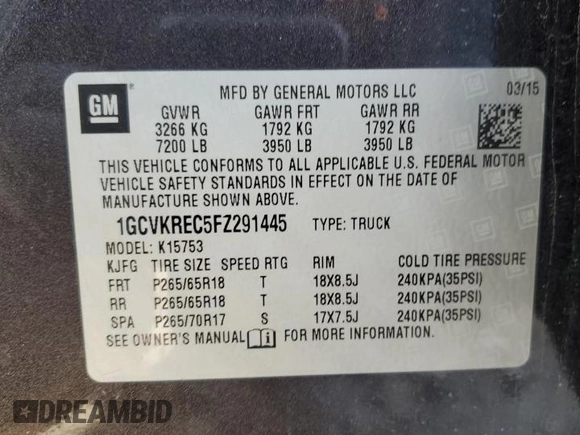 GM
MFD BY GENERAL MOTORS LLC 03/15
GVWR GAWR FRT GAWR RR
3266 KG 1792 KG 1792 KG
7200 LB 3950 LB 3950 LB
THIS VEHICLE CONFORMS TO ALL APPLICABLE U.S. FEDERAL MOTOR
VEHICLE SAFETY STANDARDS IN EFFECT ON THE DATE OF
MANUFACTURE SHOWN ABOVE.
1GCVKREC5FZ291445 TYPE: TRUCK
MODEL: K15753
KJFG TIRE SIZE SPEED RTG RIM COLD TIRE PRESSURE
FRT P265/65R18 T 18X8.5J 240KPA(35PSI)
RR P265/65R18 T 18X8.5J 240KPA(35PSI)
SPA P265/70R17 S 17X7.5J 240KPA(35PSI)
SEE OWNER'S MANUAL FOR MORE INFORMATION.
DREAMBID